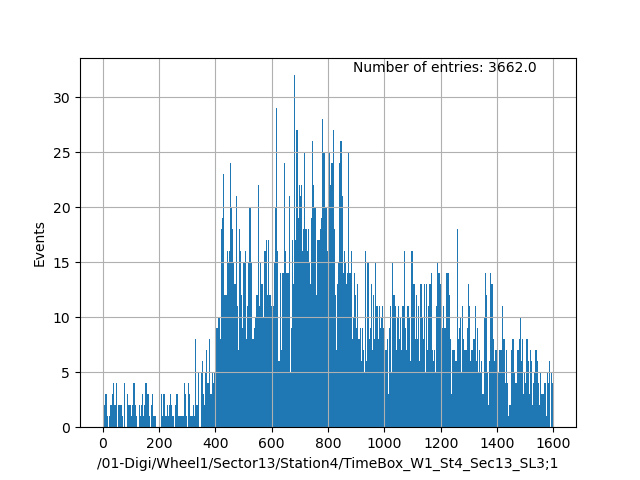 Number of entries: 3662.0
30
25
20
15
10
5
0
Events
0 200 400 600 800 1000 1200 1400 1600
/01-Digi/Wheel1/Sector13/Station4/TimeBox_W1_St4_Sec13_SL3;1